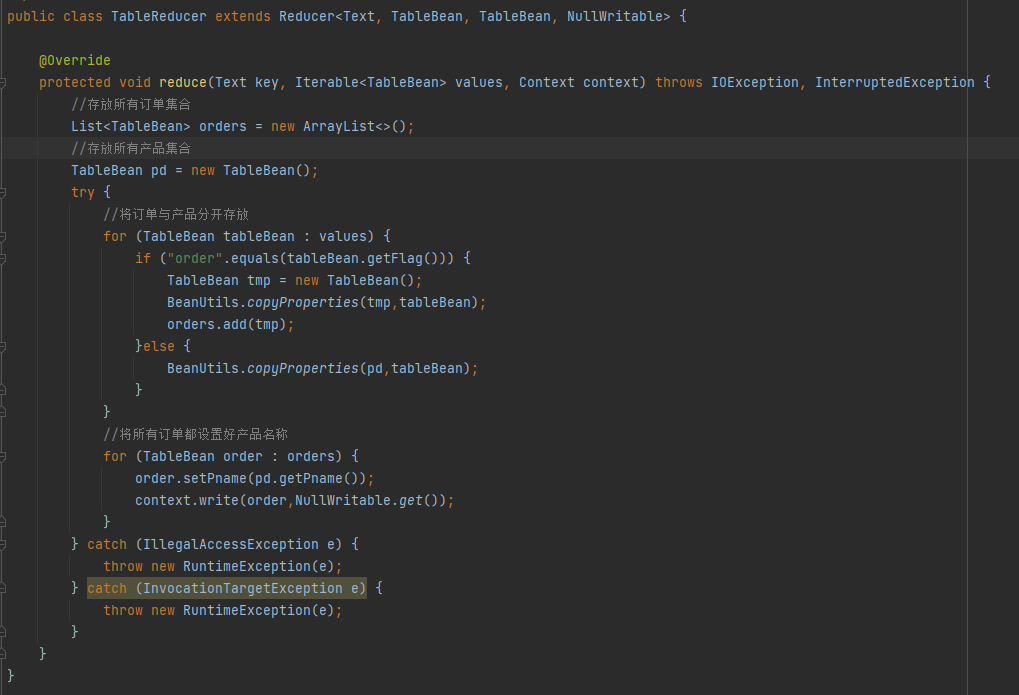 public class TableReducer extends Reducer<Text, TableBean, TableBean, NullWritable> {
@Override
protected void reduce(Text key, Iterable<TableBean> values, Context context) throws IOException, InterruptedException {
//存放所有订单集合
List<TableBean> orders = new ArrayList<>();
//存放所有产品集合
TableBean pd = new TableBean();
try {
//将订单与产品分开存放
for (TableBean tableBean : values) {
if ("order".equals(tableBean.getFlag())) {
TableBean tmp = new TableBean();
BeanUtils.copyProperties(tmp,tableBean);
orders.add(tmp);
}else {
BeanUtils.copyProperties(pd,tableBean);
}
}
//将所有订单都设置好产品名称
for (TableBean order : orders) {
order.setPname(pd.getPname());
context.write(order,NullWritable.get());
}
} catch (IllegalAccessException e) {
throw new RuntimeException(e);
} catch (InvocationTargetException e) {
throw new RuntimeException(e);
}
}
}